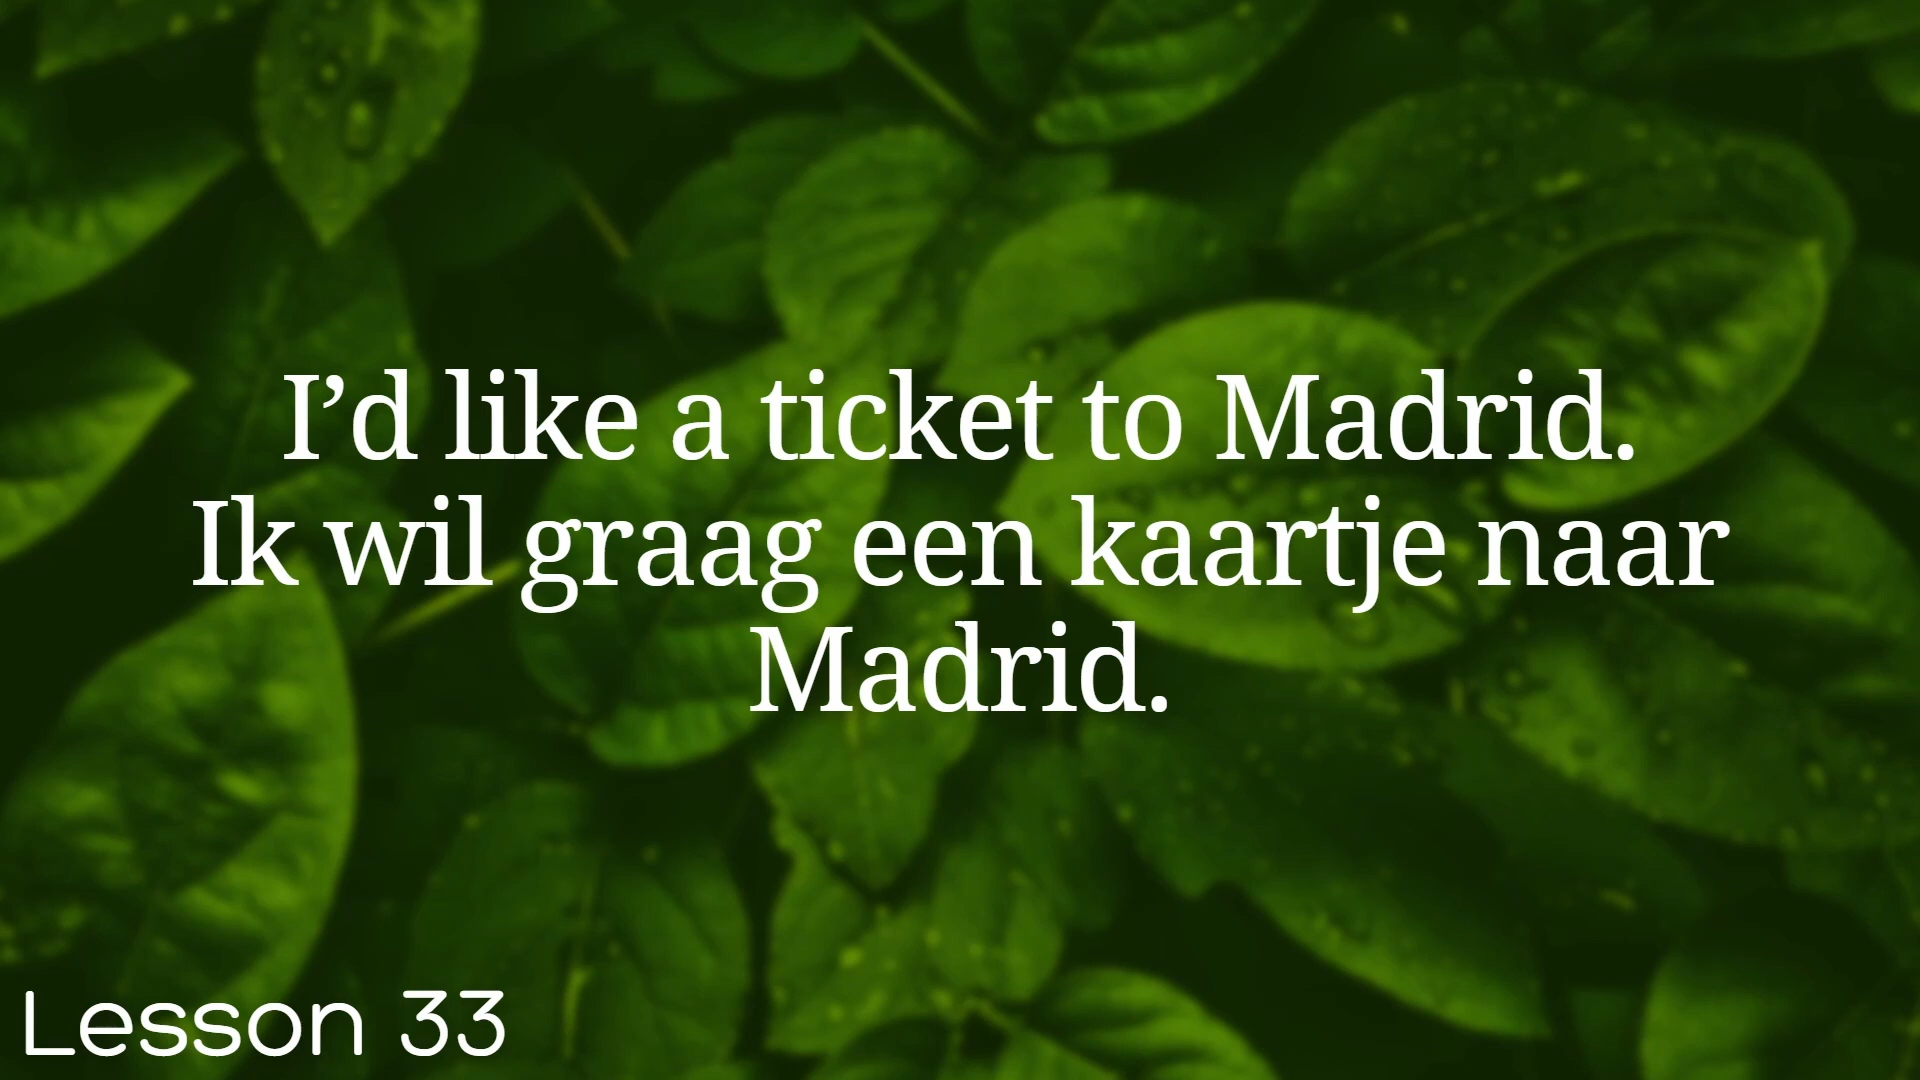 I’d like a ticket to Madrid.
Ik wil graag een kaartje naar
Madrid.
Lesson 33